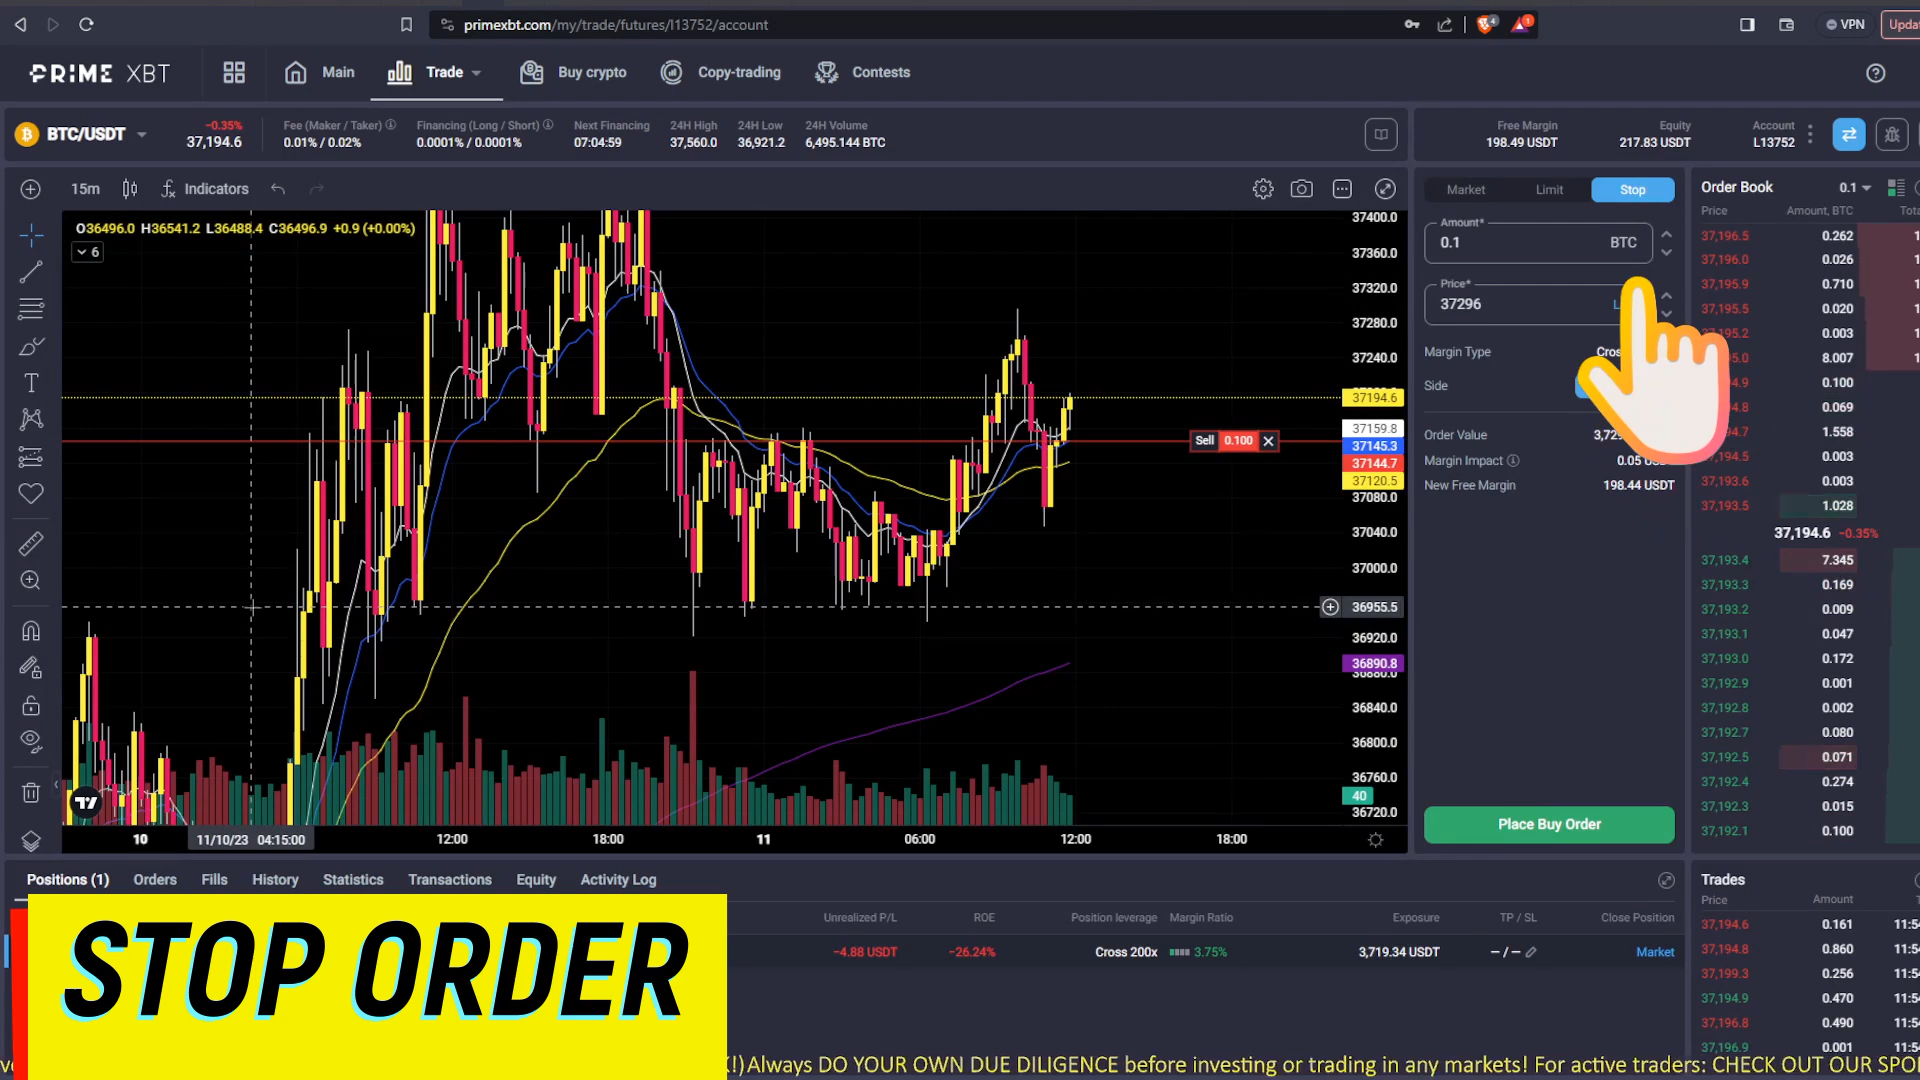 primexbt.com/my/trade/futures/l13752/account
4
1
VPN
PRIME XBT
Main
Trade
Buy crypto
Copy-trading
Contests
BTC/USDT
-0.35%
37,194.6
Fee (Maker / Taker)
0.01% / 0.02%
Financing (Long / Short)
0.0001% / 0.0001%
Next Financing
07:04:59
24H High
37,560.0
24H Low
36,921.2
24H Volume
6,495.144 BTC
Free Margin
198.49 USDT
Equity
217.83 USDT
Account
L13752
15m
Indicators
O36496.0 H36541.2 L36488.4 C36496.9 +0.9 (+0.00%)
6
37400.0
37360.0
37320.0
37280.0
37240.0
37194.6
37159.8
37145.3
37144.7
37120.5
37080.0
37040.0
37000.0
36955.5
36920.0
36890.8
36880.0
36840.0
36800.0
36760.0
40
36720.0
Sell 0.100
10
11/10/23 04:15:00
12:00
18:00
11
06:00
12:00
18:00
Market
Limit
Stop
Amount*
0.1
BTC
Price*
37296
Margin Type
Side
Order Value
Margin Impact
0.05
New Free Margin
198.44 USDT
Place Buy Order
Order Book
0.1
Price
Amount, BTC
37,196.5 0.262
37,196.0 0.026
37,195.9 0.710
37,195.5 0.020
0.003
8.007
0.100
0.069
1.558
0.003
37,193.6 0.003
37,193.5 1.028
37,194.6 -0.35%
37,193.4 7.345
37,193.3 0.169
37,193.2 0.009
37,193.1 0.047
37,193.0 0.172
37,192.9 0.001
37,192.8 0.002
37,192.7 0.080
37,192.5 0.071
37,192.4 0.274
37,192.3 0.015
37,192.1 0.100
Positions (1)
Orders
Fills
History
Statistics
Transactions
Equity
Activity Log
Unrealized P/L
ROE
Position leverage
Margin Ratio
Exposure
TP / SL
Close Position
-4.88 USDT
-26.24%
Cross 200x
3.75%
3,719.34 USDT
– / –
Market
Trades
Price
Amount
37,194.6 0.161
37,194.8 0.860
37,199.3 0.256
37,194.9 0.470
37,196.8 0.490
37,196.9 0.001
STOP ORDER
!) Always DO YOUR OWN DUE DILIGENCE before investing or trading in any markets! For active traders: CHECK OUT OUR